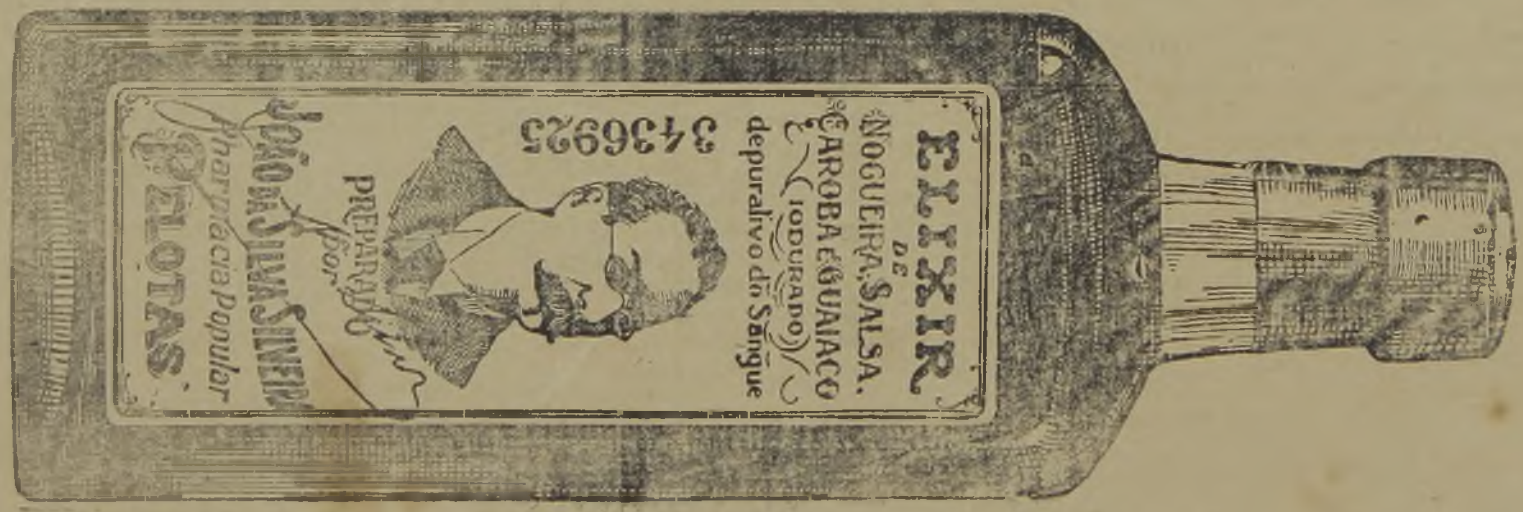 ELIXIR
DE
NOGUEIRA, SALSA.
CAROBA E GUAIACO
(IODURADO)
depurativo do Sangue
3436925
PREPARADO
por
JOÃO DA SILVA SILVEIRA
Pharmacia Popular
PELOTAS